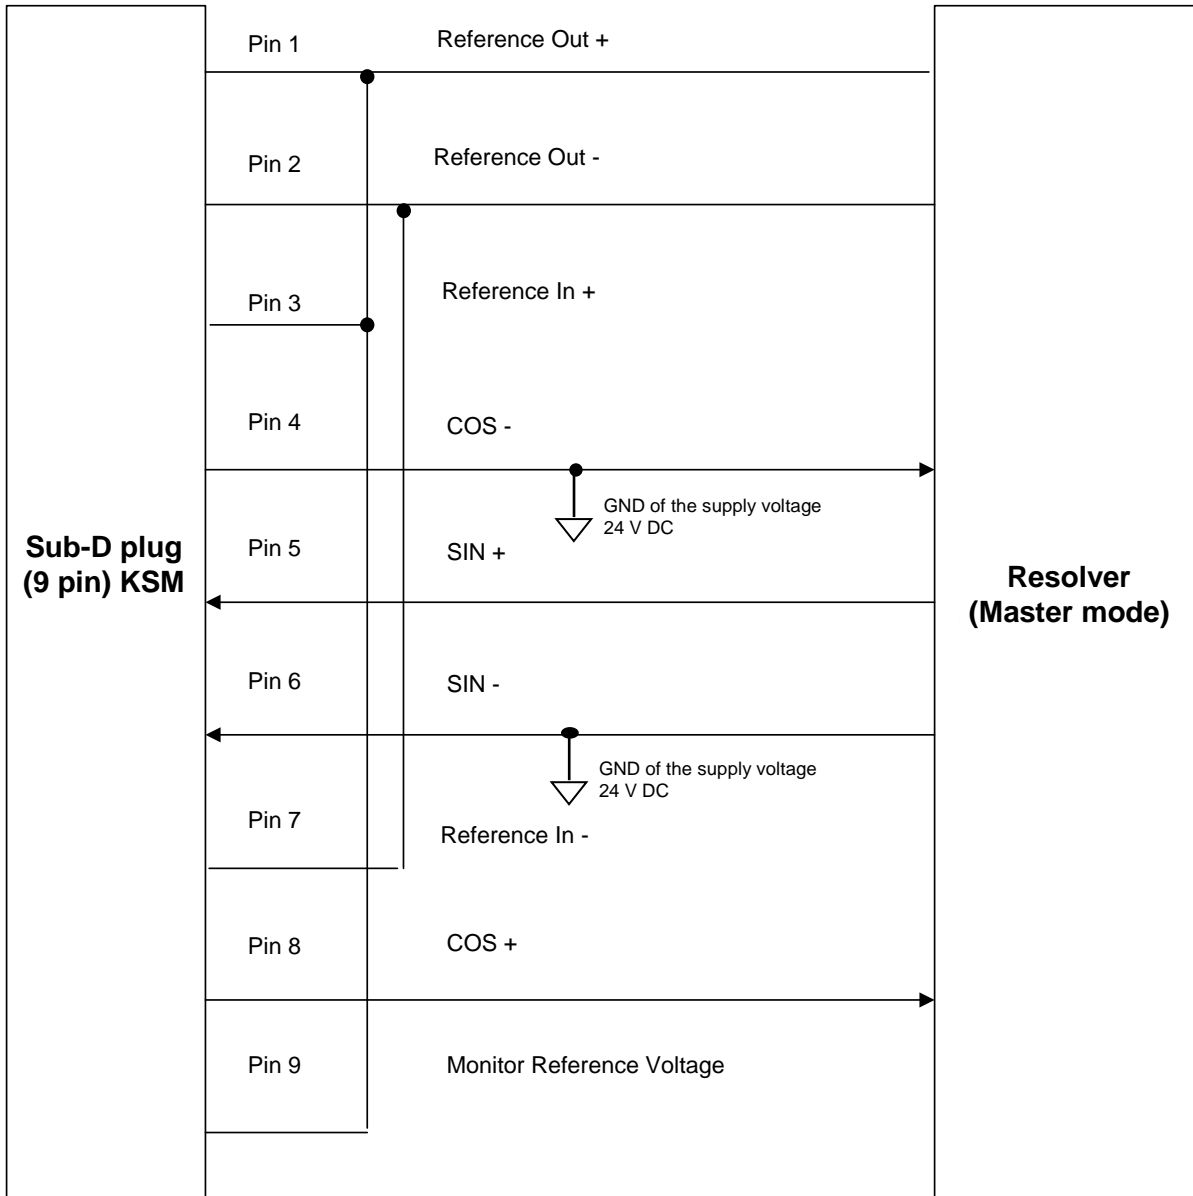 Pin 1
Reference Out +
Pin 2
Reference Out -
Pin 3
Reference In +
Pin 4
COS -
GND of the supply voltage
24 V DC
Sub-D plug
(9 pin) KSM
Pin 5
SIN +
Resolver
(Master mode)
Pin 6
SIN -
GND of the supply voltage
24 V DC
Pin 7
Reference In -
Pin 8
COS +
Pin 9
Monitor Reference Voltage